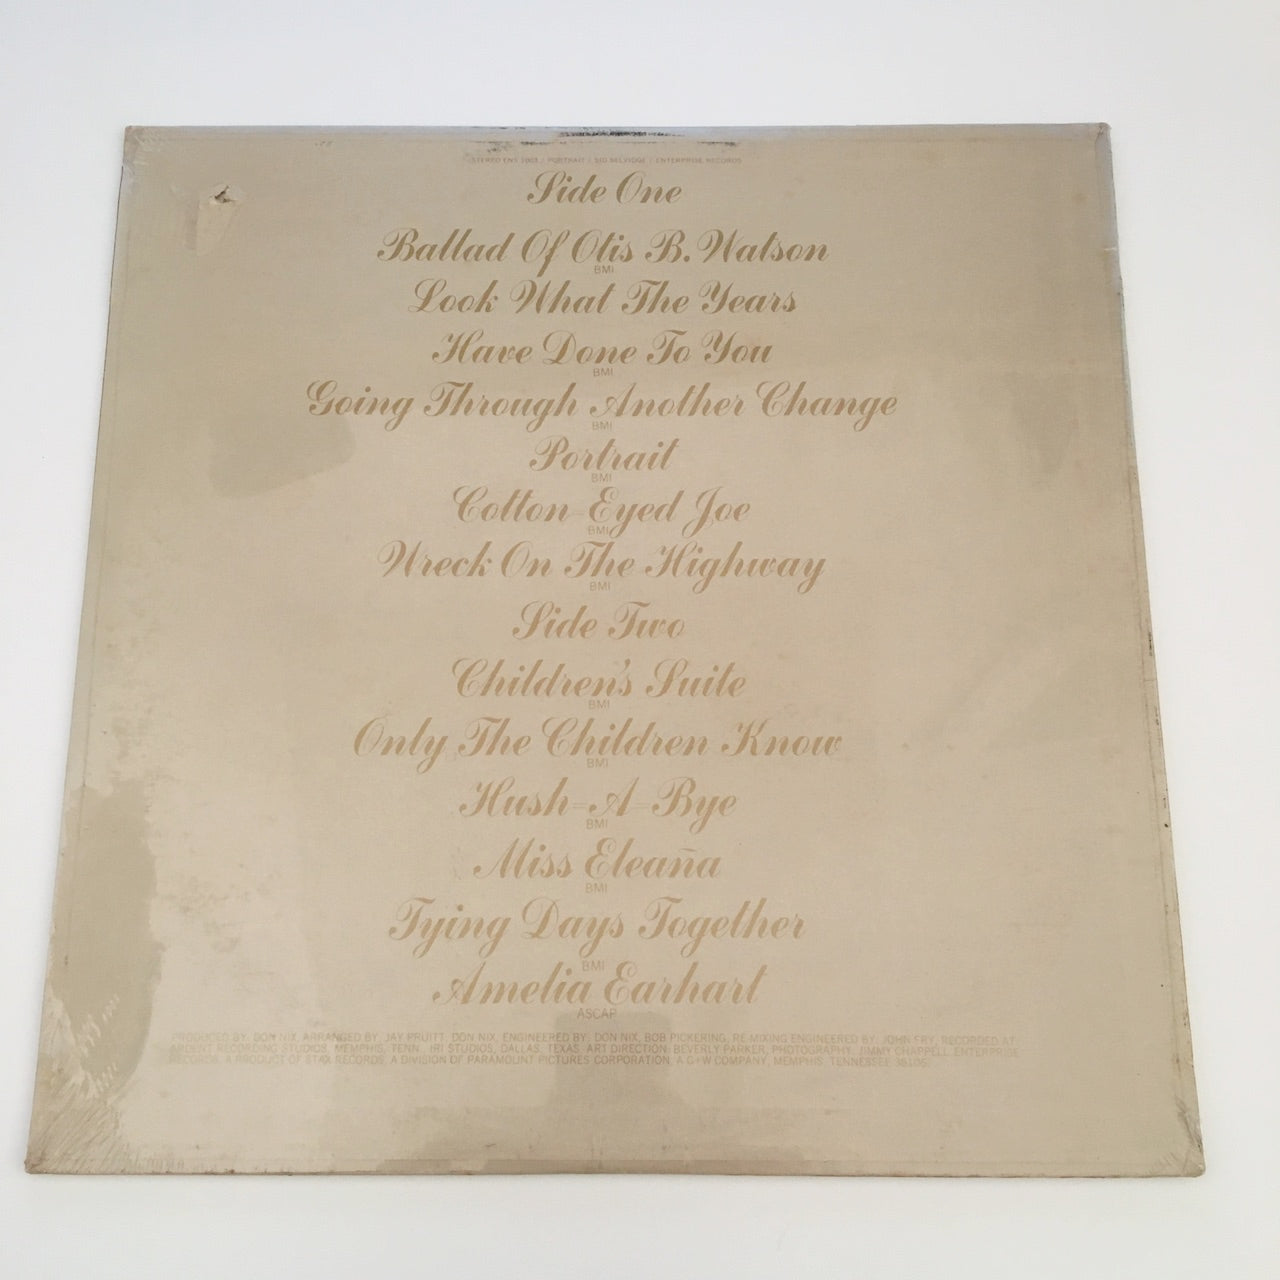 STEREO ENS 1003 / PORTRAIT / SID SELVIDGE / ENTERPRISE RECORDS
Side One
Ballad Of Otis B. Watson
BMI
Look What The Years
Have Done To You
BMI
Going Through Another Change
BMI
Portrait
BMI
Cotton-Eyed Joe
BMI
Wreck On The Highway
BMI
Side Two
Children's Suite
BMI
Only The Children Know
BMI
Hush-A-Bye
BMI
Miss Eleaña
BMI
Tying Days Together
BMI
Amelia Earhart
ASCAP
PRODUCED BY: DON NIX, ARRANGED BY: JAY PRUITT, DON NIX, ENGINEERED BY: DON NIX, BOB PICKERING, RE-MIXING ENGINEERED BY: JOHN FRY, RECORDED AT:
ARDENT RECORDING STUDIOS, MEMPHIS, TENN., IRI STUDIOS, DALLAS, TEXAS. ART DIRECTION: BEVERLY PARKER, PHOTOGRAPHY: JIMMY CHAPPELL, ENTERPRISE
RECORDS, A PRODUCT OF STAX RECORDS, A DIVISION OF PARAMOUNT PICTURES CORPORATION, A G+W COMPANY, MEMPHIS, TENNESSEE 38106.